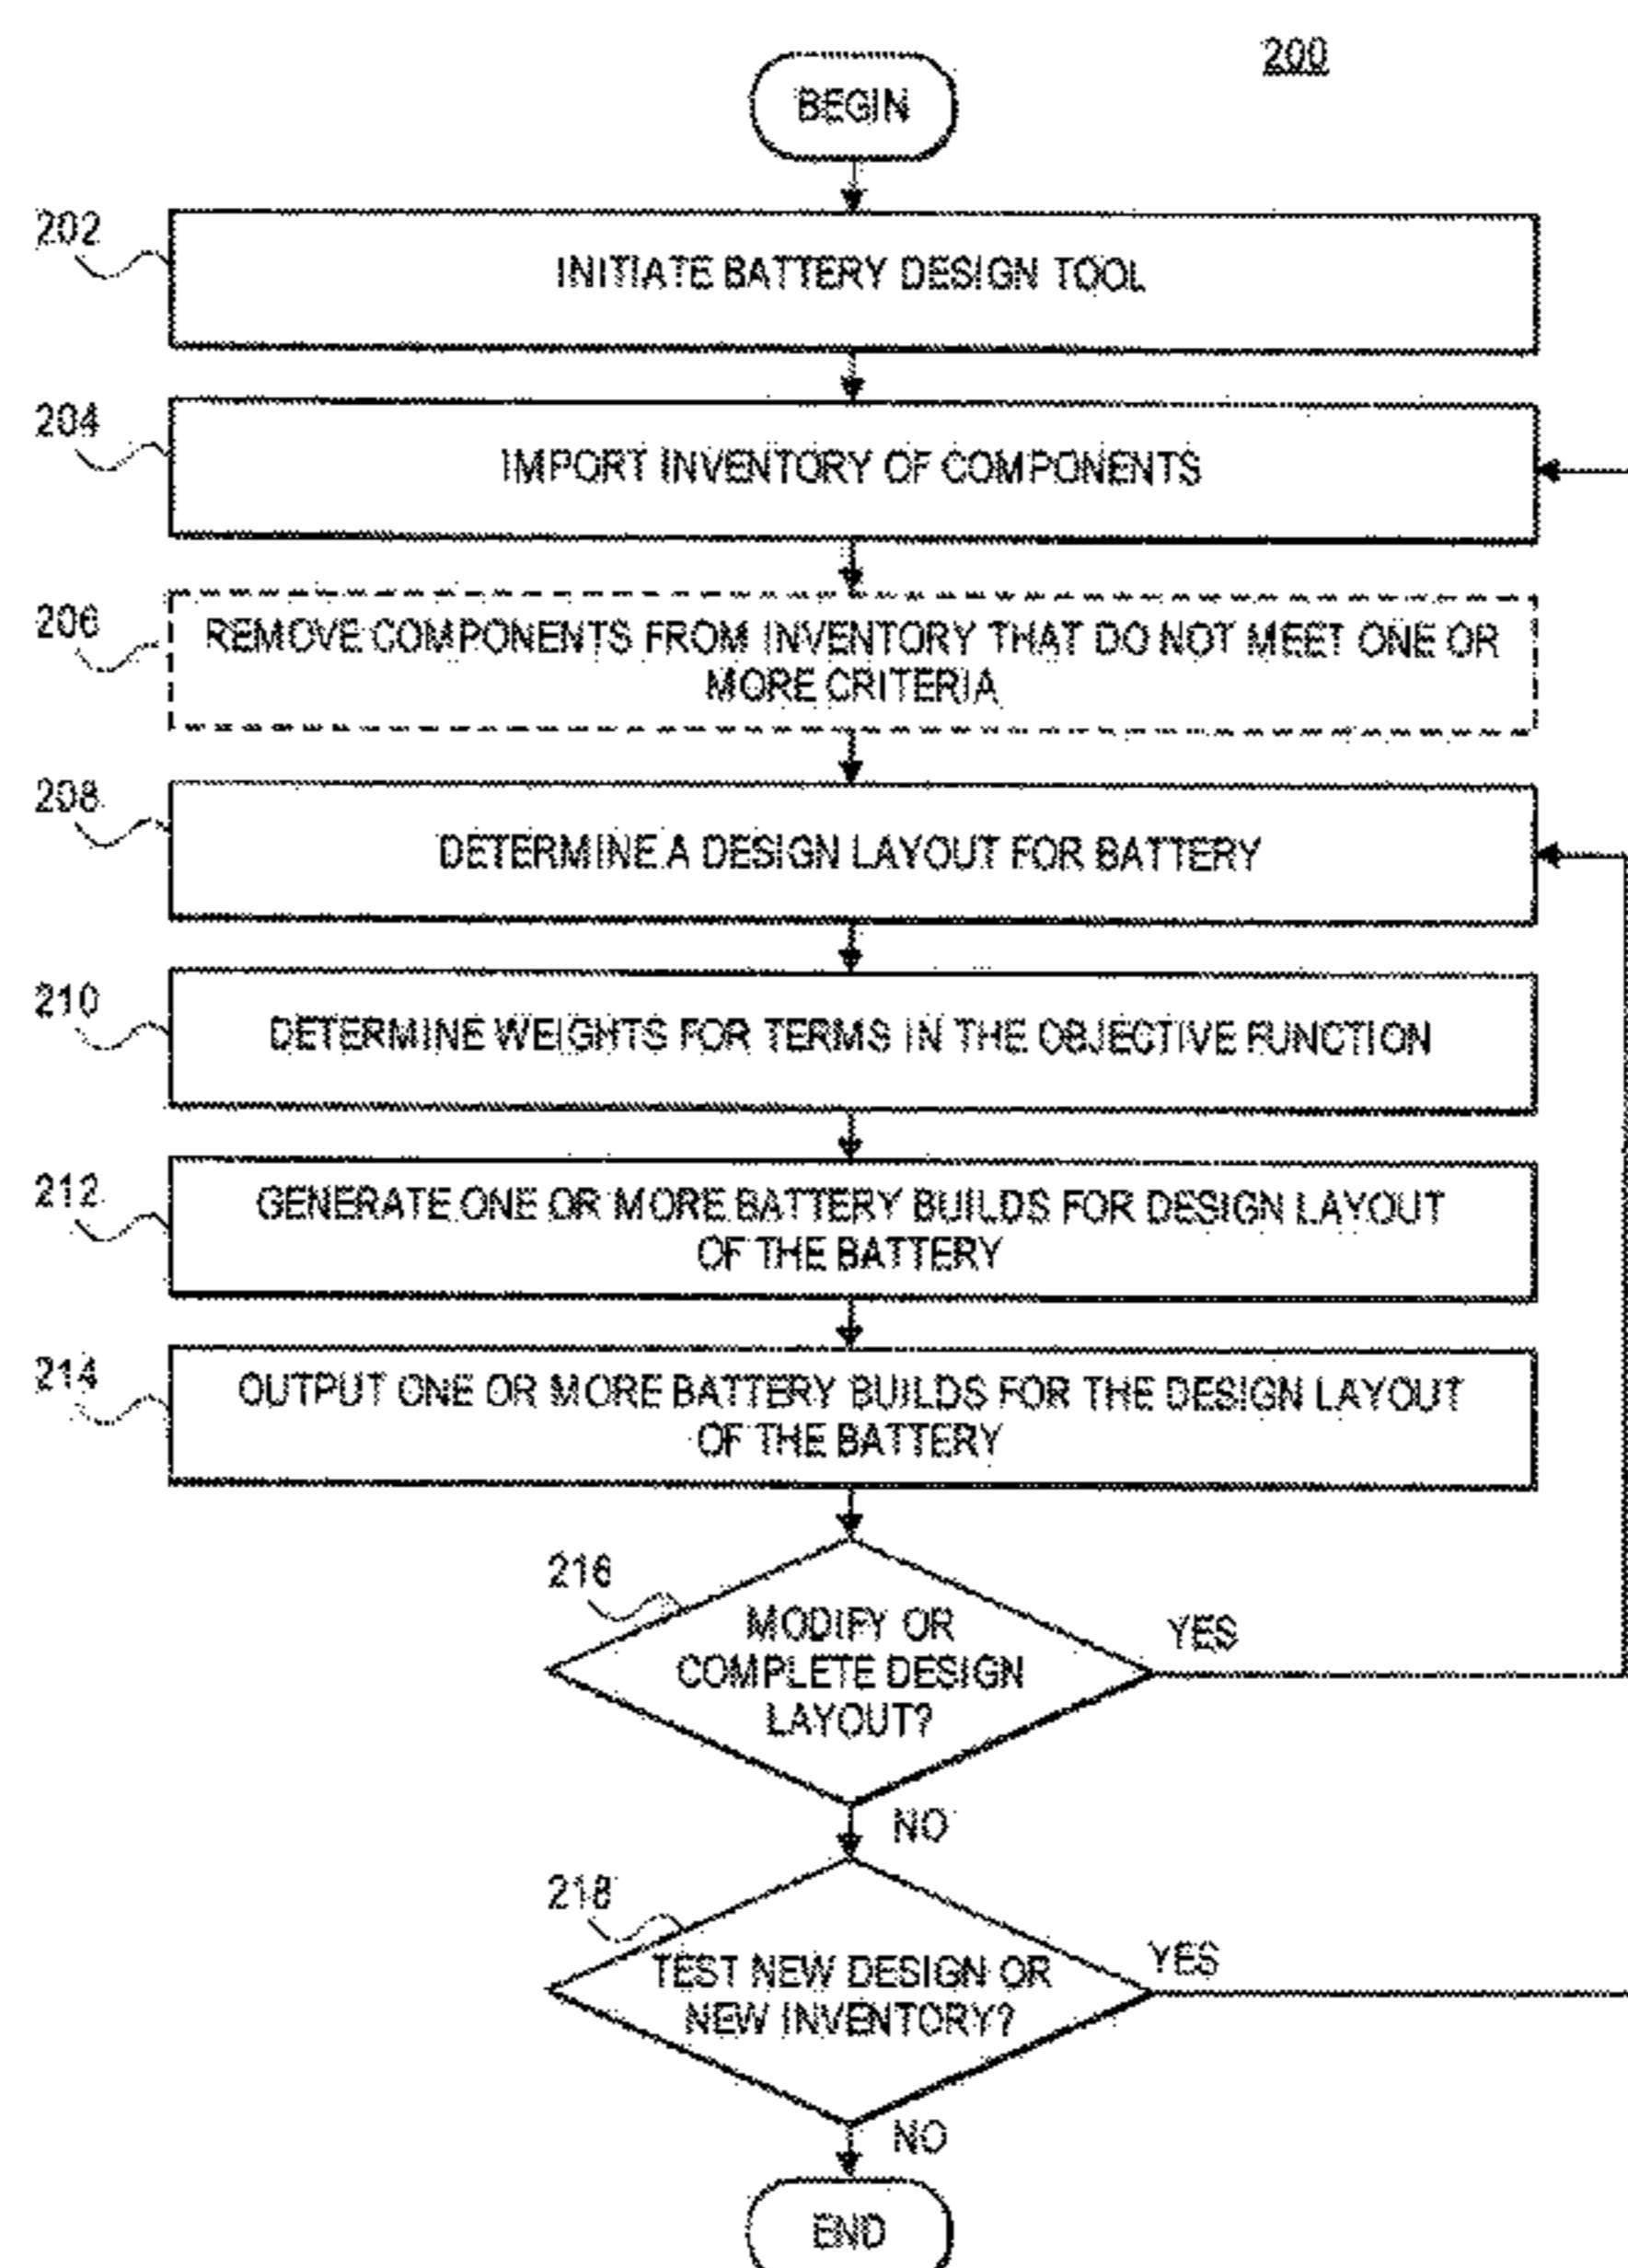 200
BEGIN
202
INITIATE BATTERY DESIGN TOOL
204
IMPORT INVENTORY OF COMPONENTS
206
REMOVE COMPONENTS FROM INVENTORY THAT DO NOT MEET ONE OR
MORE CRITERIA
208
DETERMINE A DESIGN LAYOUT FOR BATTERY
210
DETERMINE WEIGHTS FOR TERMS IN THE OBJECTIVE FUNCTION
212
GENERATE ONE OR MORE BATTERY BUILDS FOR DESIGN LAYOUT
OF THE BATTERY
214
OUTPUT ONE OR MORE BATTERY BUILDS FOR THE DESIGN LAYOUT
OF THE BATTERY
216
MODIFY OR
COMPLETE DESIGN
LAYOUT?
YES
NO
218
TEST NEW DESIGN OR
NEW INVENTORY?
YES
NO
END